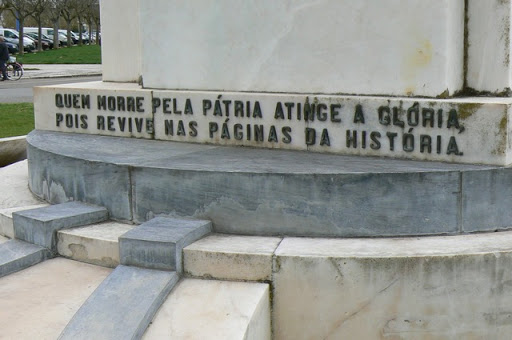 QUEM MORRE PELA PÁTRIA ATINGE A GLÓRIA,
POIS REVIVE NAS PÁGINAS DA HISTÓRIA.